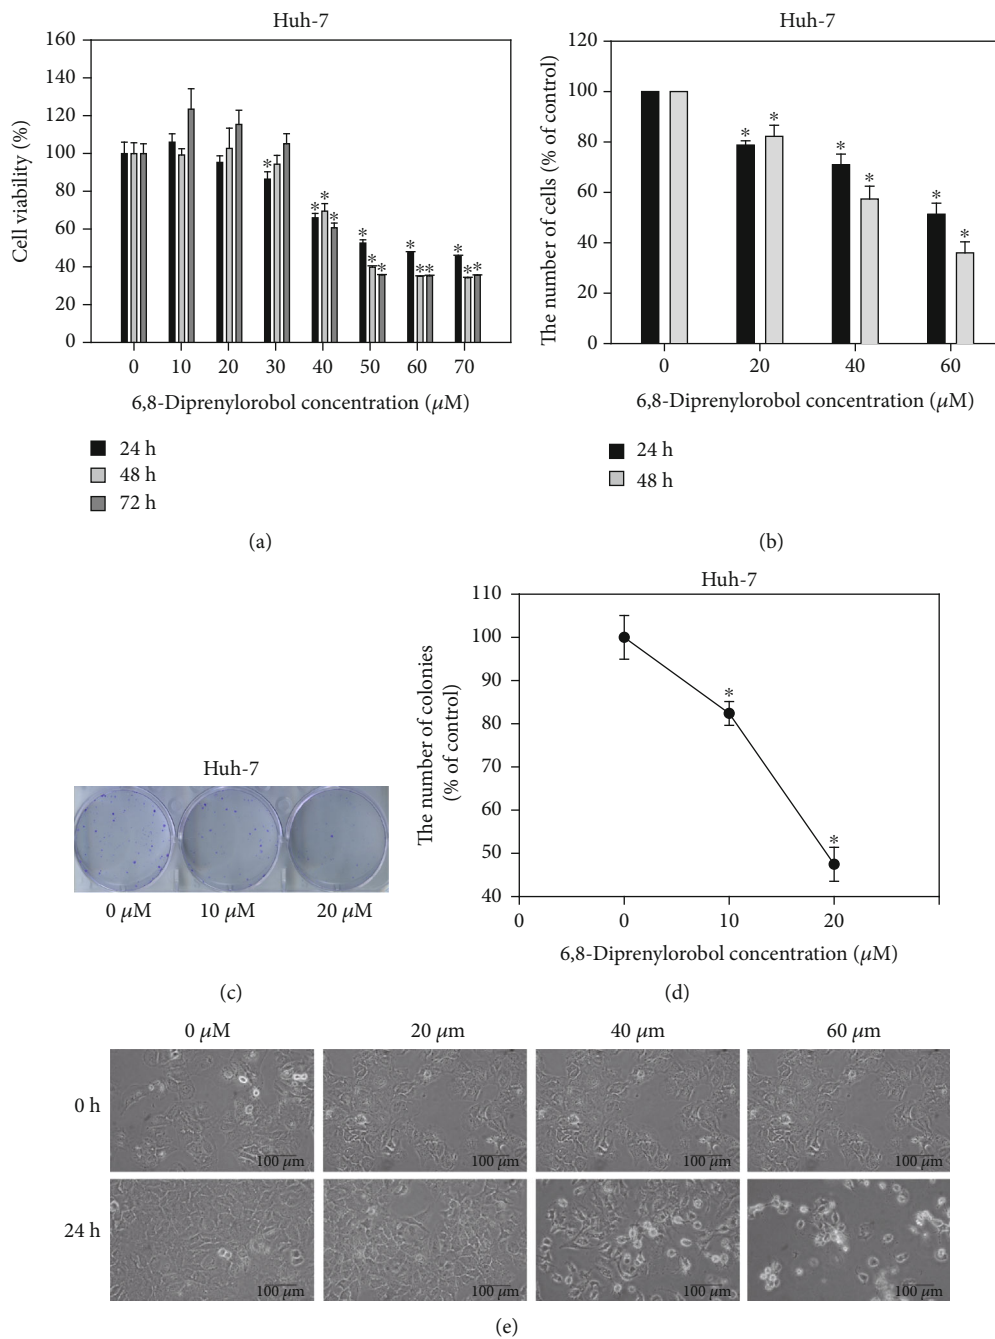 Huh-7
160
140
120
100
80
60
40
20
0
Cell viability (%)
* * * * * * * * * * * * *
0 10 20 30 40 50 60 70
6,8-Diprenylorobol concentration (μM)
24 h
48 h
72 h
(a)
Huh-7
120
100
80
60
40
20
0
The number of cells (% of control)
* * * * * *
0 20 40 60
6,8-Diprenylorobol concentration (μM)
24 h
48 h
(b)
Huh-7
0 μM 10 μM 20 μM
(c)
Huh-7
110
100
90
80
70
60
50
40
The number of colonies
(% of control)
* *
0 0 10 20
6,8-Diprenylorobol concentration (μM)
(d)
0 μM 20 μm 40 μm 60 μm
0 h
100 μm 100 μm 100 μm 100 μm
24 h
100 μm 100 μm 100 μm 100 μm
(e)